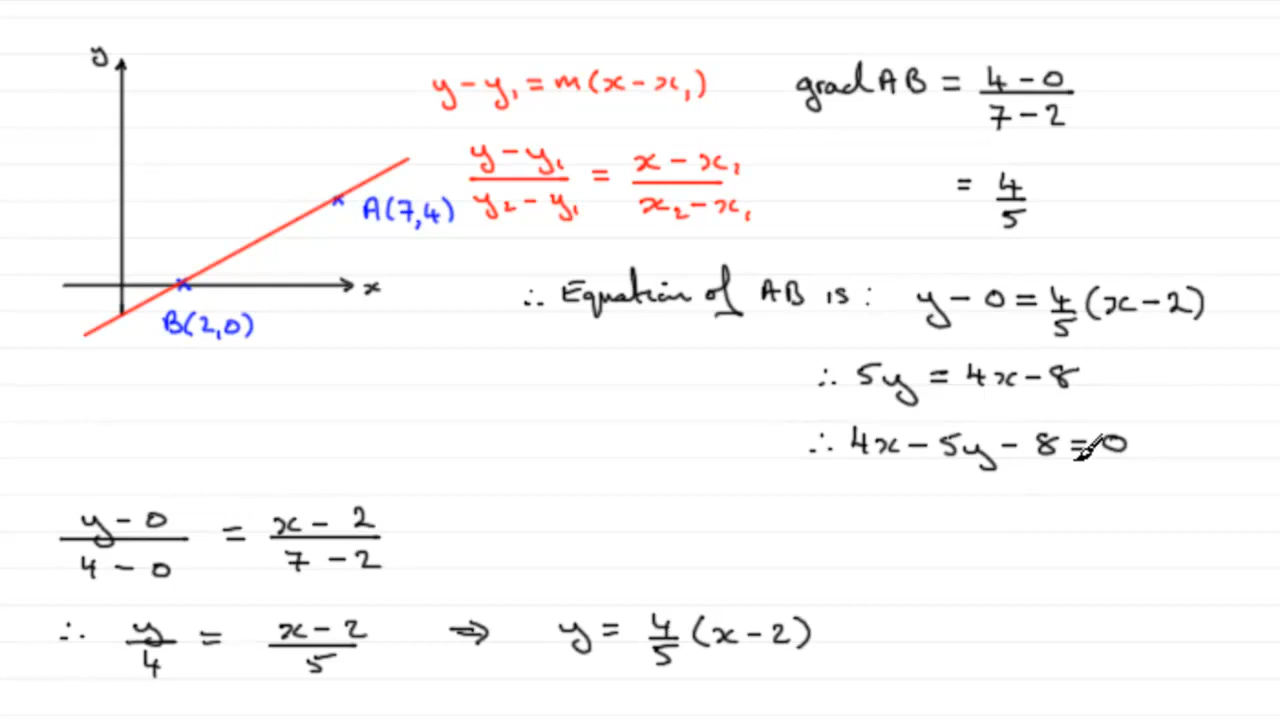 y
y - y₁ = m(x - x₁)
gradAB = (4 - 0)/(7 - 2)
(y - y₁)/(y₂ - y₁) = (x - x₁)/(x₂ - x₁)
= 4/5
A(7,4)
x
B(2,0)
∴ Equation of AB is: y - 0 = 4/5 (x - 2)
∴ 5y = 4x - 8
∴ 4x - 5y - 8 = 0
(y - 0)/(4 - 0) = (x - 2)/(7 - 2)
∴ y/4 = (x - 2)/5 ⇒ y = 4/5 (x - 2)